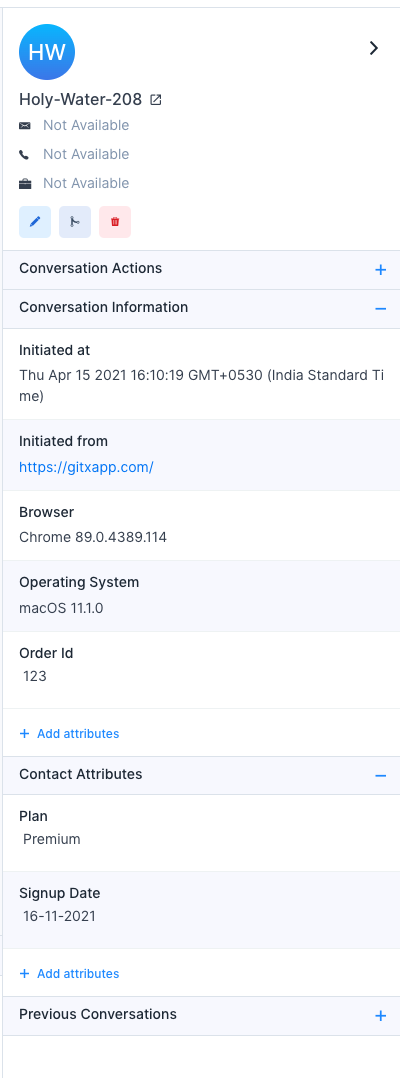 HW
Holy-Water-208
Not Available
Not Available
Not Available
Conversation Actions
Conversation Information
Initiated at
Thu Apr 15 2021 16:10:19 GMT+0530 (India Standard Ti
me)
Initiated from
https://gitxapp.com/
Browser
Chrome 89.0.4389.114
Operating System
macOS 11.1.0
Order Id
123
+ Add attributes
Contact Attributes
Plan
Premium
Signup Date
16-11-2021
+ Add attributes
Previous Conversations